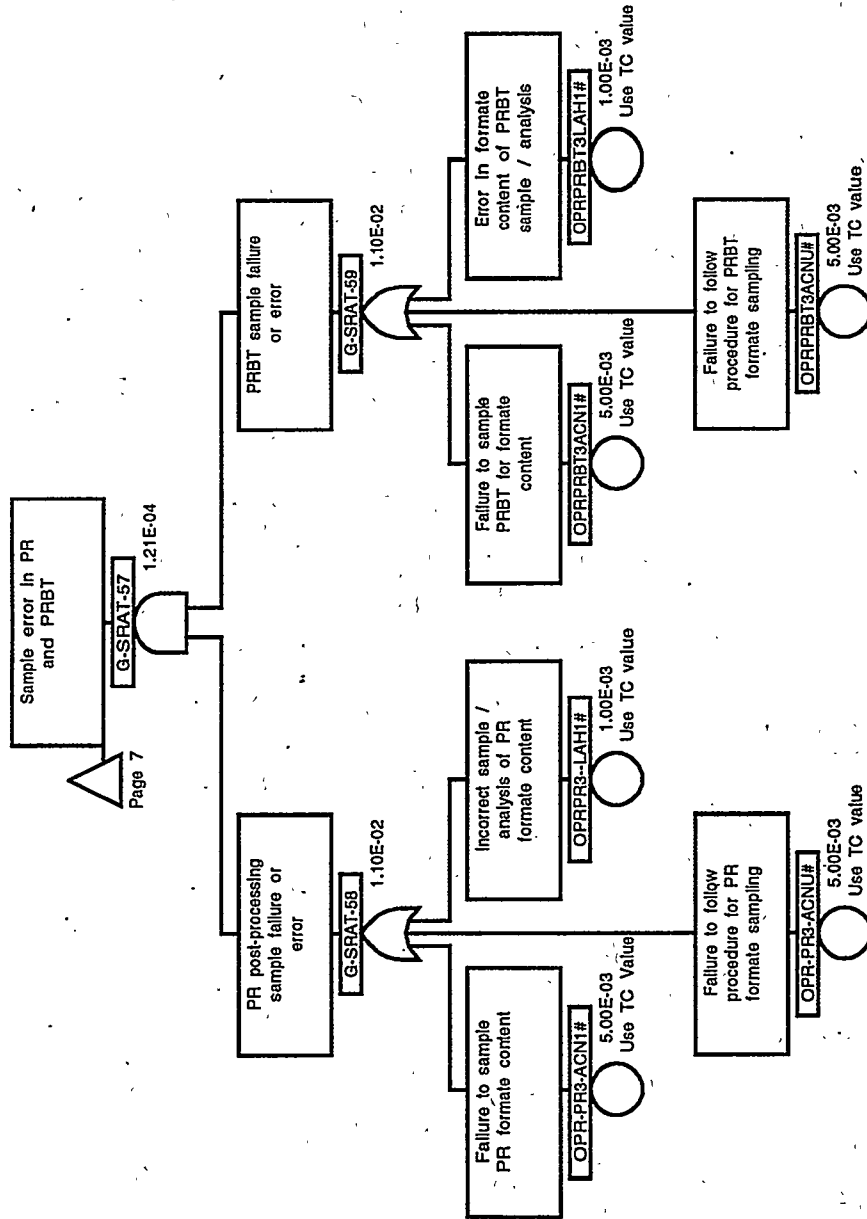 Sample error in PR
and PRBT
G-SRAT-57
1.21E-04
Page 7
PR post-processing
sample failure or
error
G-SRAT-58
1.10E-02
PRBT sample failure
or error
G-SRAT-59
1.10E-02
Failure to sample
PR formate content
OPR-PR3-ACN1#
5.00E-03
Use TC Value
Incorrect sample /
analysis of PR
formate content
OPRPR3--LAH1#
1.00E-03
Use TC value
Failure to sample
PRBT for formate
content
OPRPRBT3ACN1#
5.00E-03
Use TC value
Error in formate
content of PRBT
sample / analysis
OPRPRBT3LAH1#
1.00E-03
Use TC value
Failure to follow
procedure for PR
formate sampling
OPR-PR3-ACNU#
5.00E-03
Use TC value
Failure to follow
procedure for PRBT
formate sampling
OPRPRBT3ACNU#
5.00E-03
Use TC value